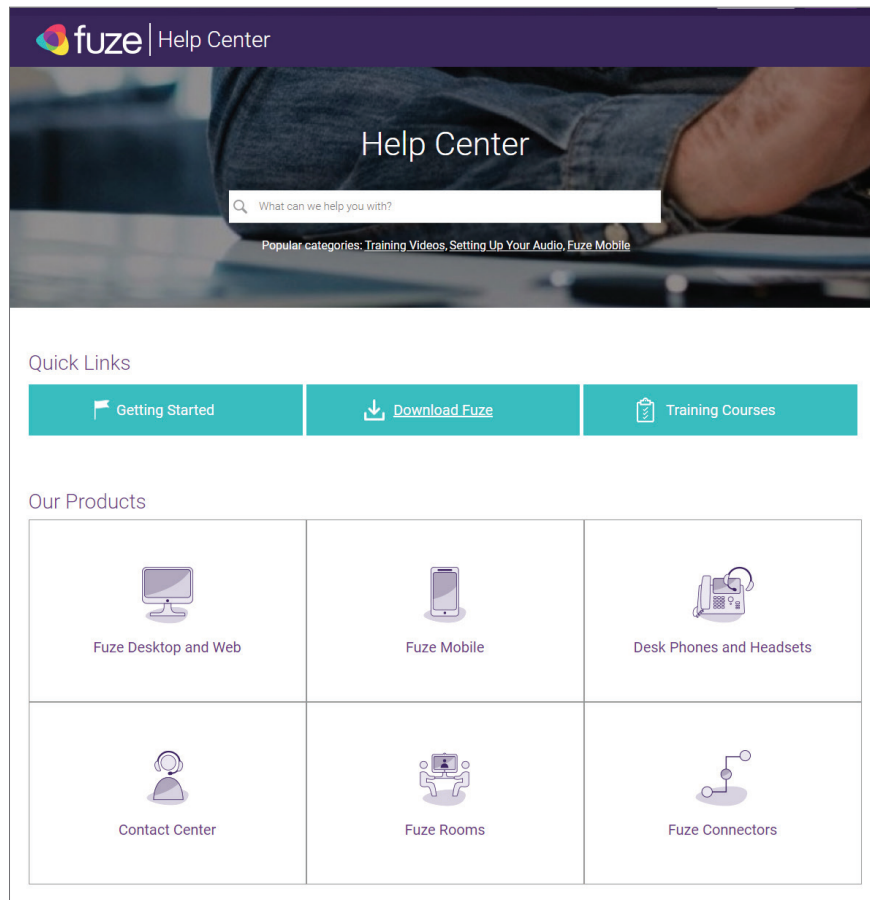 fuze | Help Center
Help Center
What can we help you with?
Popular categories: Training Videos, Setting Up Your Audio, Fuze Mobile
Quick Links
Getting Started
Download Fuze
Training Courses
Our Products
Fuze Desktop and Web
Fuze Mobile
Desk Phones and Headsets
Contact Center
Fuze Rooms
Fuze Connectors